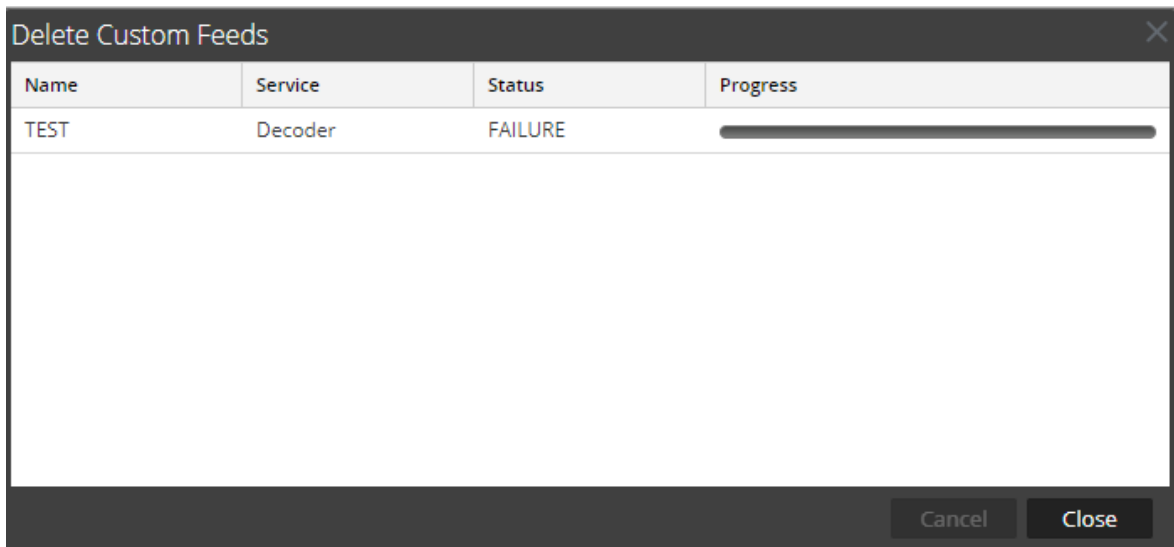 Delete Custom Feeds
Name Service Status Progress
TEST Decoder FAILURE
Cancel Close